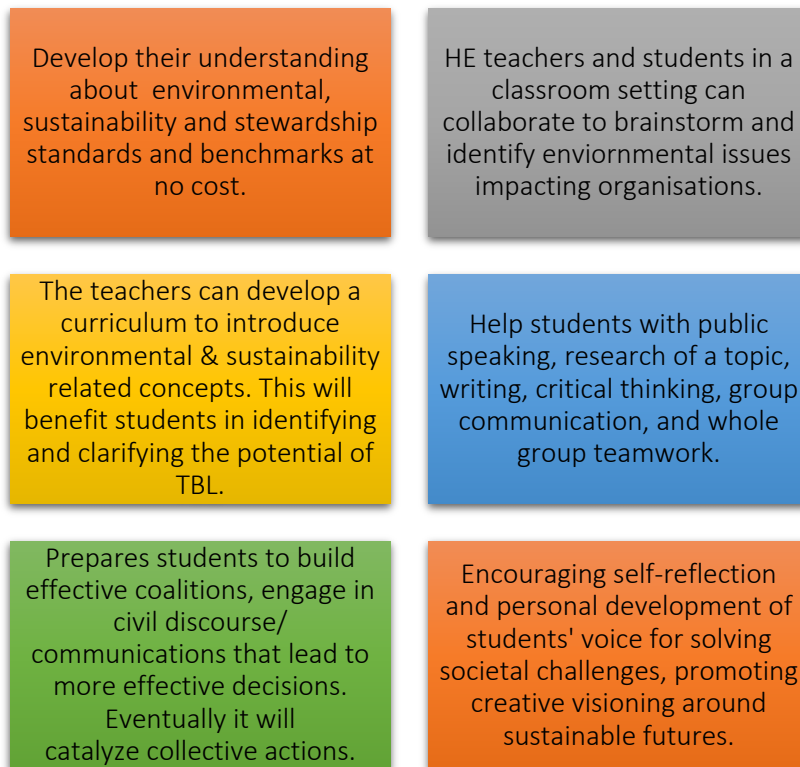 Develop their understanding
about environmental,
sustainability and stewardship
standards and benchmarks at
no cost.
HE teachers and students in a
classroom setting can
collaborate to brainstorm and
identify enviornmental issues
impacting organisations.
The teachers can develop a
curriculum to introduce
environmental & sustainability
related concepts. This will
benefit students in identifying
and clarifying the potential of
TBL.
Help students with public
speaking, research of a topic,
writing, critical thinking, group
communication, and whole
group teamwork.
Prepares students to build
effective coalitions, engage in
civil discourse/
communications that lead to
more effective decisions.
Eventually it will
catalyze collective actions.
Encouraging self-reflection
and personal development of
students' voice for solving
societal challenges, promoting
creative visioning around
sustainable futures.